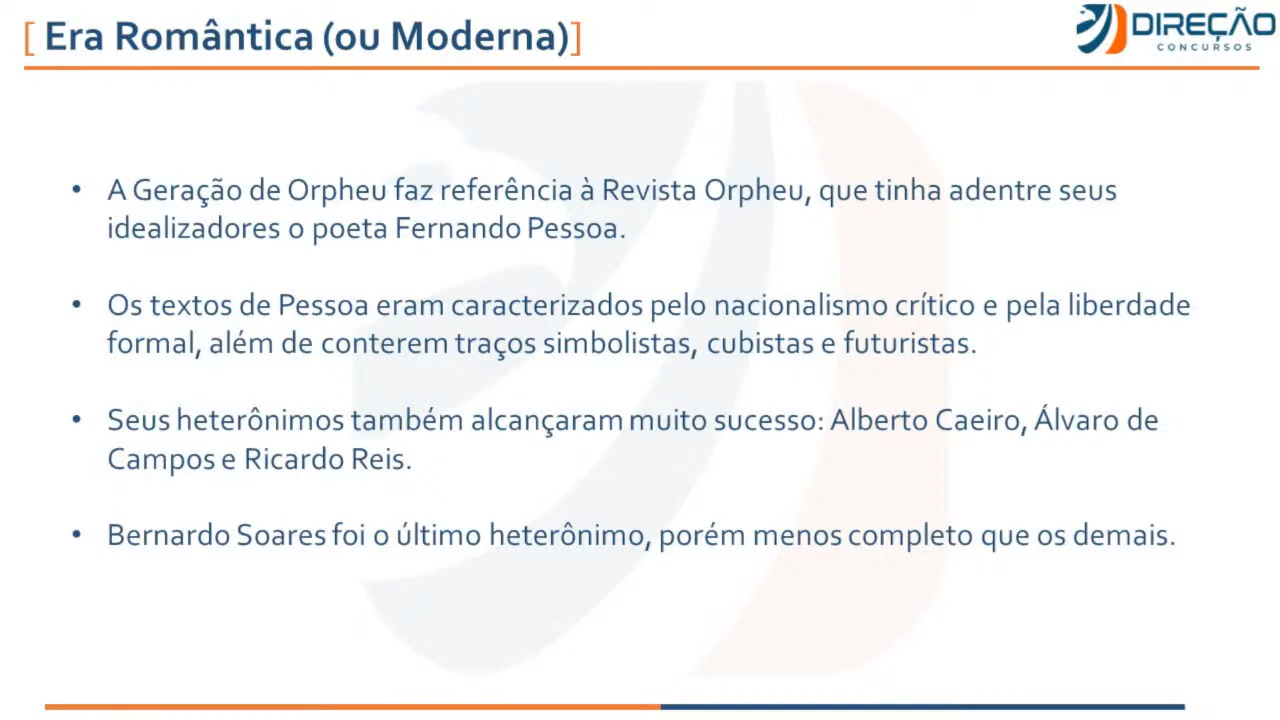 [ Era Romântica (ou Moderna)]
DIREÇÃO
CONCURSOS
• A Geração de Orpheu faz referência à Revista Orpheu, que tinha adentre seus
idealizadores o poeta Fernando Pessoa.
• Os textos de Pessoa eram caracterizados pelo nacionalismo crítico e pela liberdade
formal, além de conterem traços simbolistas, cubistas e futuristas.
• Seus heterônimos também alcançaram muito sucesso: Alberto Caeiro, Álvaro de
Campos e Ricardo Reis.
• Bernardo Soares foi o último heterônimo, porém menos completo que os demais.